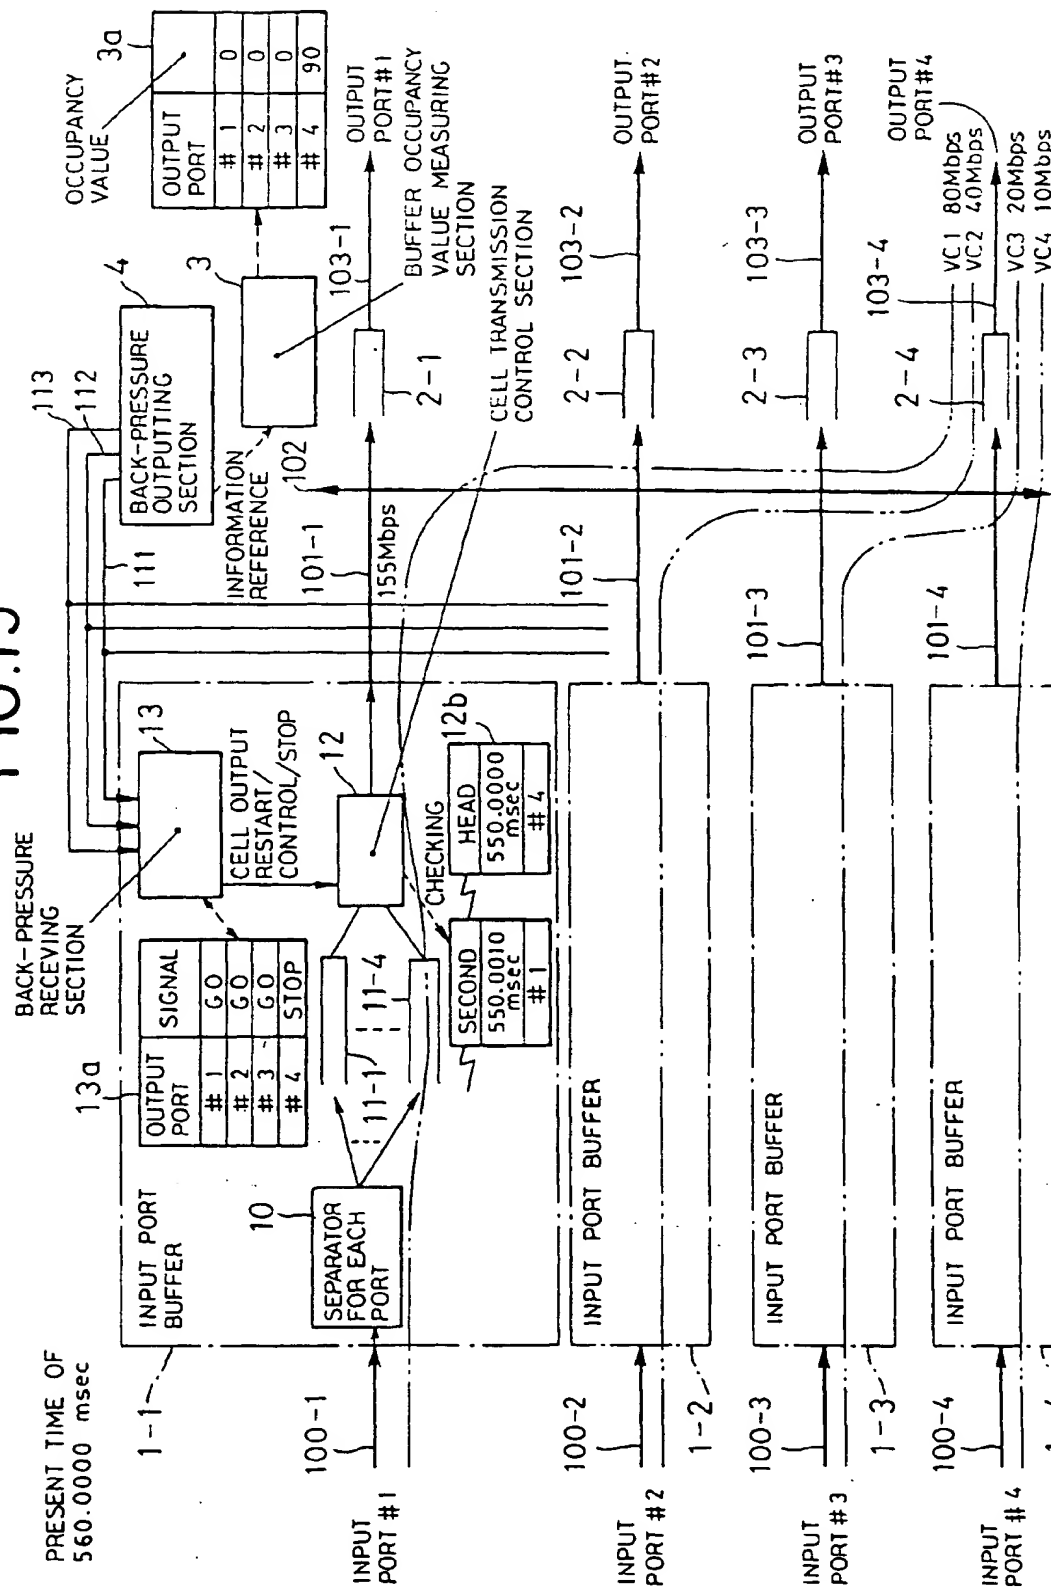 PRESENT TIME OF
560.0000 msec
1-1
INPUT PORT
BUFFER
13a
OUTPUT
PORT
SIGNAL
# 1 GO
# 2 GO
# 3 GO
# 4 STOP
BACK-PRESSURE
RECEVING
SECTION
13
CELL OUTPUT
RESTART/
CONTROL/STOP
111
112
113
BACK-PRESSURE
OUTPUTTING
SECTION
4
INFORMATION
REFERENCE
3
OCCUPANCY
VALUE
3a
OUTPUT
PORT
# 1 0
# 2 0
# 3 0
# 4 90
BUFFER OCCUPANCY
VALUE MEASURING
SECTION
102
CELL TRANSMISSION
CONTROL SECTION
INPUT
PORT #1
100-1
10
SEPARATOR
FOR EACH
PORT
11-1
11-4
12
CHECKING
SECOND
550.0010
msec
# 1
HEAD
550.0000
msec
# 4
12b
101-1
155Mbps
2-1
103-1
OUTPUT
PORT#1
INPUT
PORT #2
100-2
1-2
INPUT PORT BUFFER
101-2
2-2
103-2
OUTPUT
PORT#2
INPUT
PORT #3
100-3
1-3
INPUT PORT BUFFER
101-3
2-3
103-3
OUTPUT
PORT#3
INPUT
PORT # 4
100-4
INPUT PORT BUFFER
101-4
2-4
103-4
OUTPUT
PORT#4
VC1 80Mbps
VC2 40Mbps
VC3 20Mbps
VC4 10Mbps